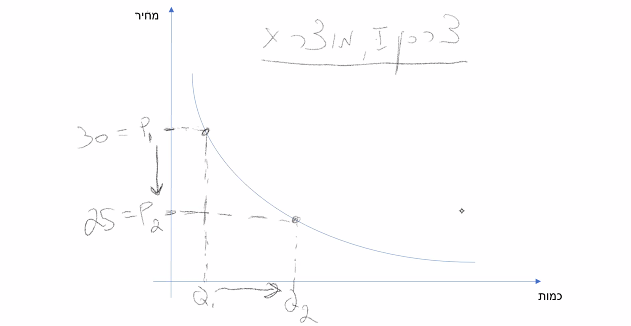 מחיר
צרכן I, מוצר X
30 = P₁
25 = P₂
Q₁ Q₂
כמות